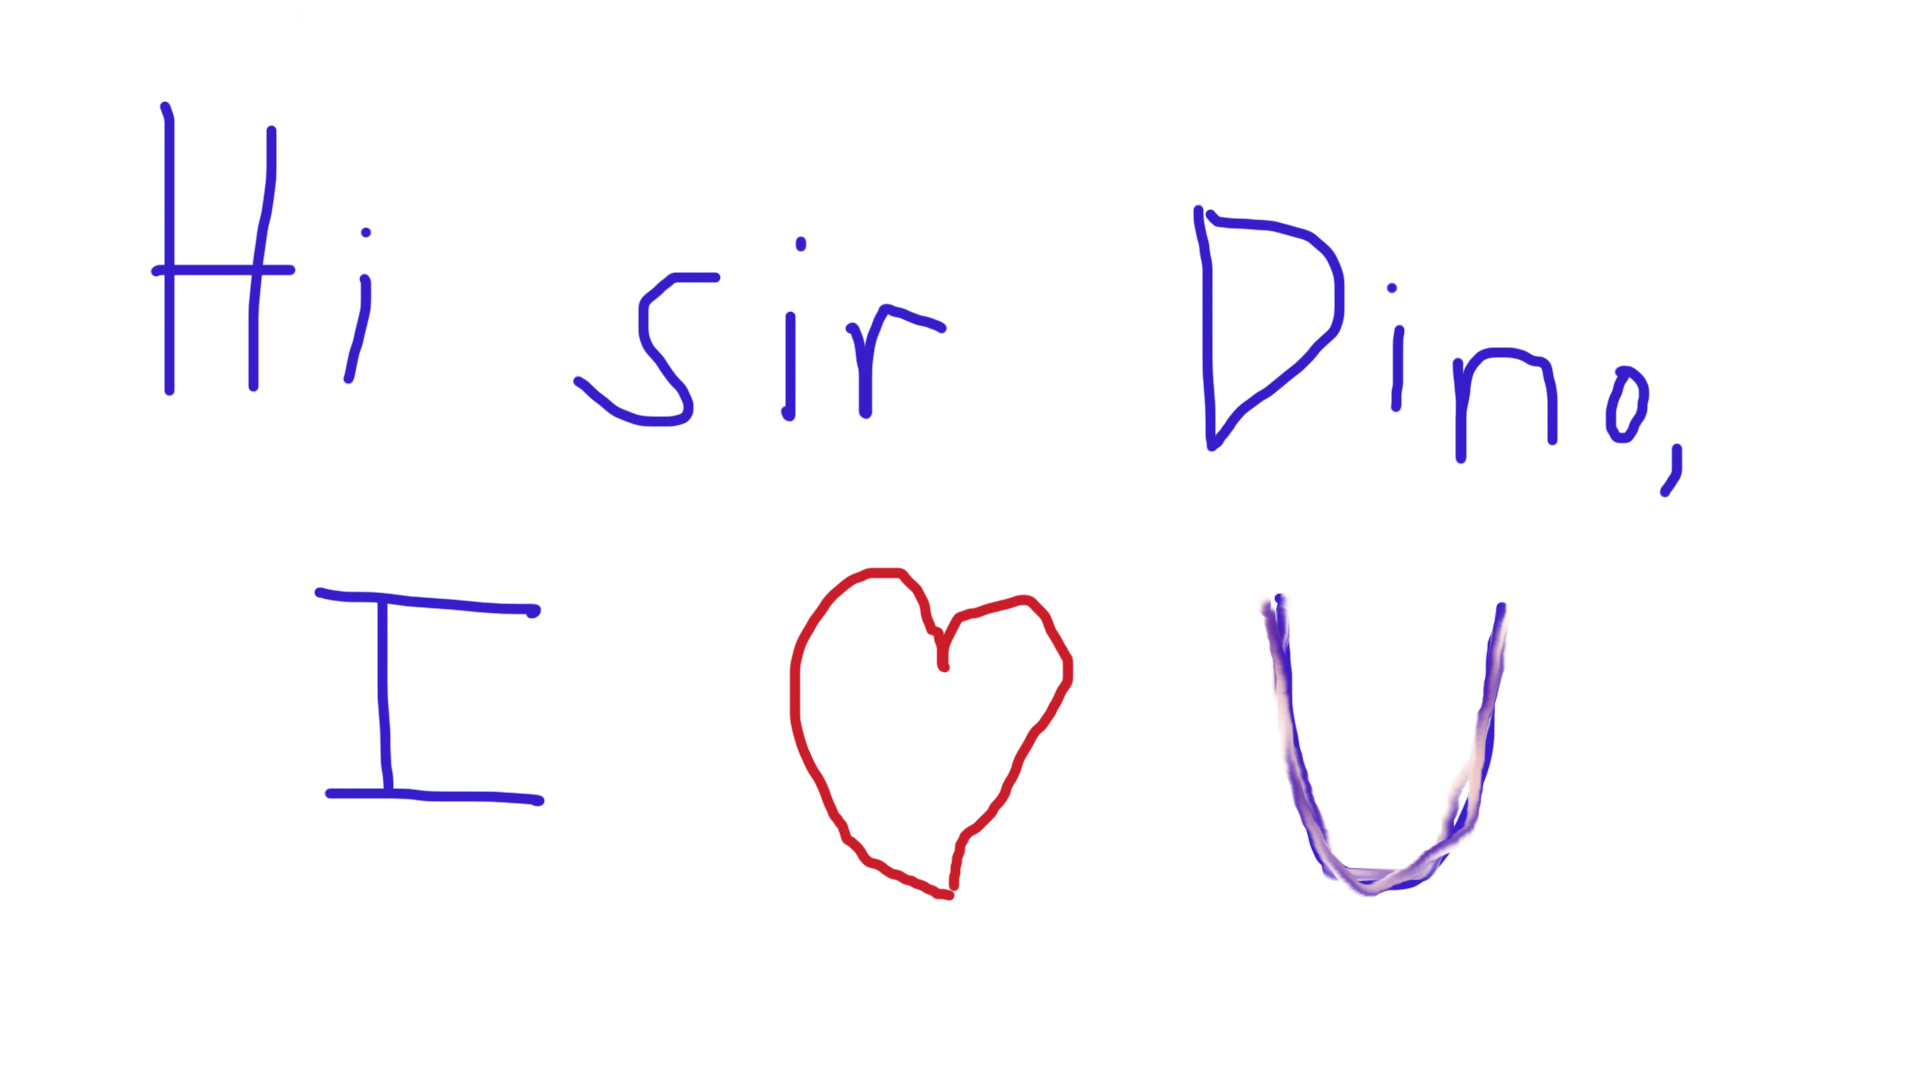 Hi sir Dino,
I ♥ U